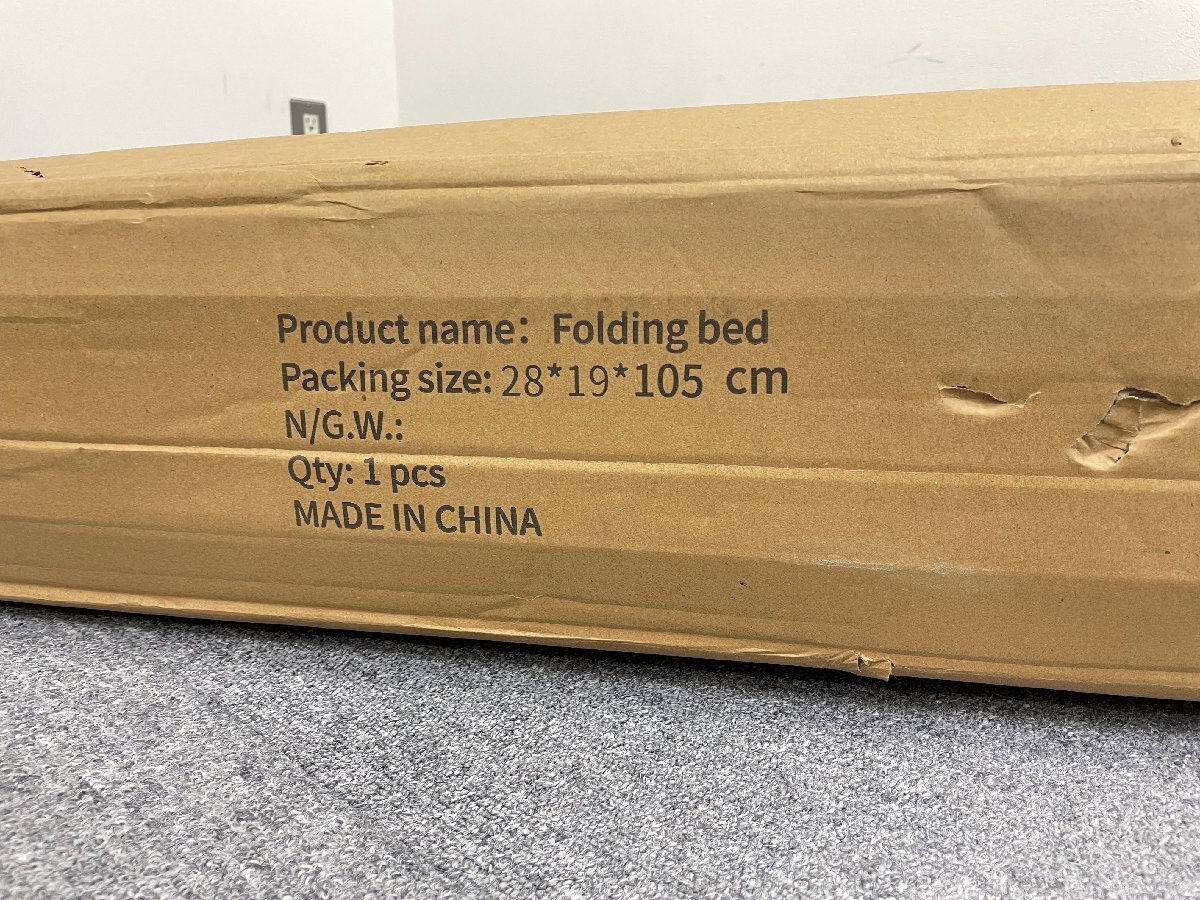 Product name: Folding bed
Packing size: 28*19*105 cm
N/G.W.:
Qty: 1 pcs
MADE IN CHINA